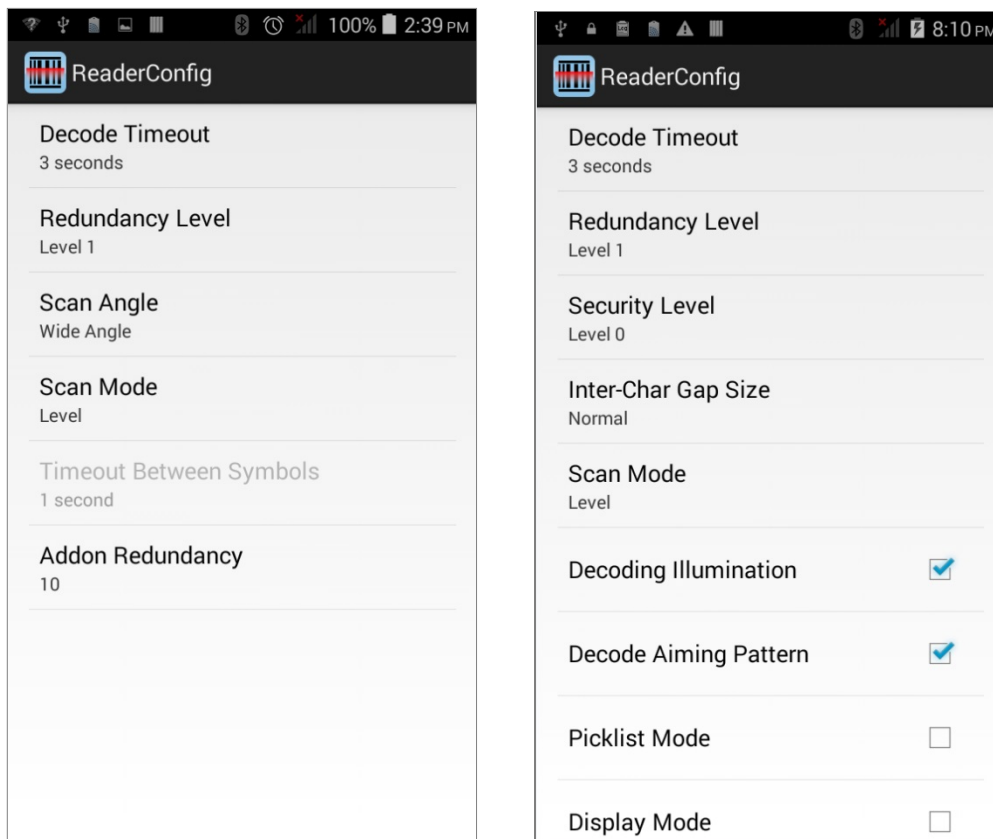 100% 2:39 PM
ReaderConfig
Decode Timeout
3 seconds
Redundancy Level
Level 1
Scan Angle
Wide Angle
Scan Mode
Level
Timeout Between Symbols
1 second
Addon Redundancy
10
8:10 PM
ReaderConfig
Decode Timeout
3 seconds
Redundancy Level
Level 1
Security Level
Level 0
Inter-Char Gap Size
Normal
Scan Mode
Level
Decoding Illumination
Decode Aiming Pattern
Picklist Mode
Display Mode